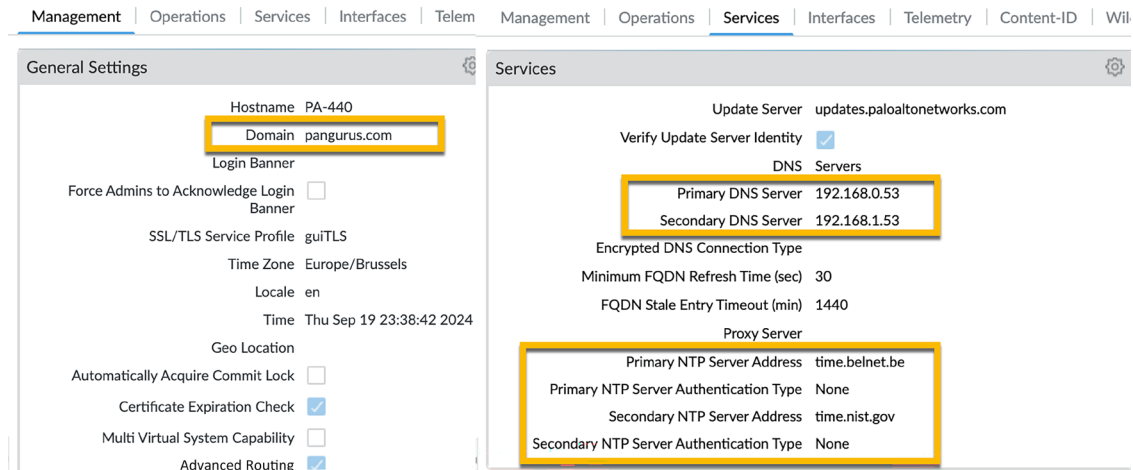 Management Operations Services Interfaces Telem
General Settings
Hostname PA-440
Domain pangurus.com
Login Banner
Force Admins to Acknowledge Login
Banner
SSL/TLS Service Profile guiTLS
Time Zone Europe/Brussels
Locale en
Time Thu Sep 19 23:38:42 2024
Geo Location
Automatically Acquire Commit Lock
Certificate Expiration Check
Multi Virtual System Capability
Advanced Routing
Management Operations Services Interfaces Telemetry Content-ID Wil
Services
Update Server updates.paloaltonetworks.com
Verify Update Server Identity
DNS Servers
Primary DNS Server 192.168.0.53
Secondary DNS Server 192.168.1.53
Encrypted DNS Connection Type
Minimum FQDN Refresh Time (sec) 30
FQDN Stale Entry Timeout (min) 1440
Proxy Server
Primary NTP Server Address time.belnet.be
Primary NTP Server Authentication Type None
Secondary NTP Server Address time.nist.gov
Secondary NTP Server Authentication Type None